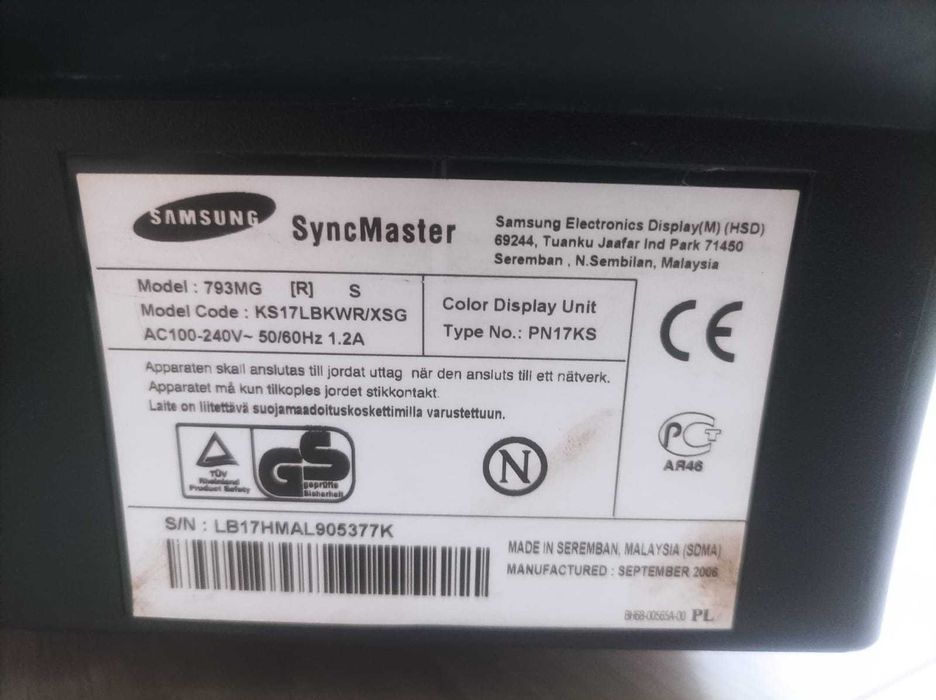 SAMSUNG
SyncMaster
Samsung Electronics Display(M) (HSD)
69244, Tuanku Jaafar Ind Park 71450
Seremban , N.Sembilan, Malaysia
Model : 793MG [R] S
Model Code : KS17LBKWR/XSG
AC100-240V~ 50/60Hz 1.2A
Color Display Unit
Type No.: PN17KS
CE
Apparaten skall anslutas till jordat uttag när den ansluts till ett nätverk.
Apparatet må kun tilkoples jordet stikkontakt.
Laite on liitettävä suojamaadoituskoskettimilla varustettuun.
TÜV
Rheinland
Product Safety
GS
geprüfte
Sicherheit
N
PCT
AR46
S/N : LB17HMAL905377K
MADE IN SEREMBAN, MALAYSIA (SDMA)
MANUFACTURED : SEPTEMBER 2006
BH68-00565A-00 PL